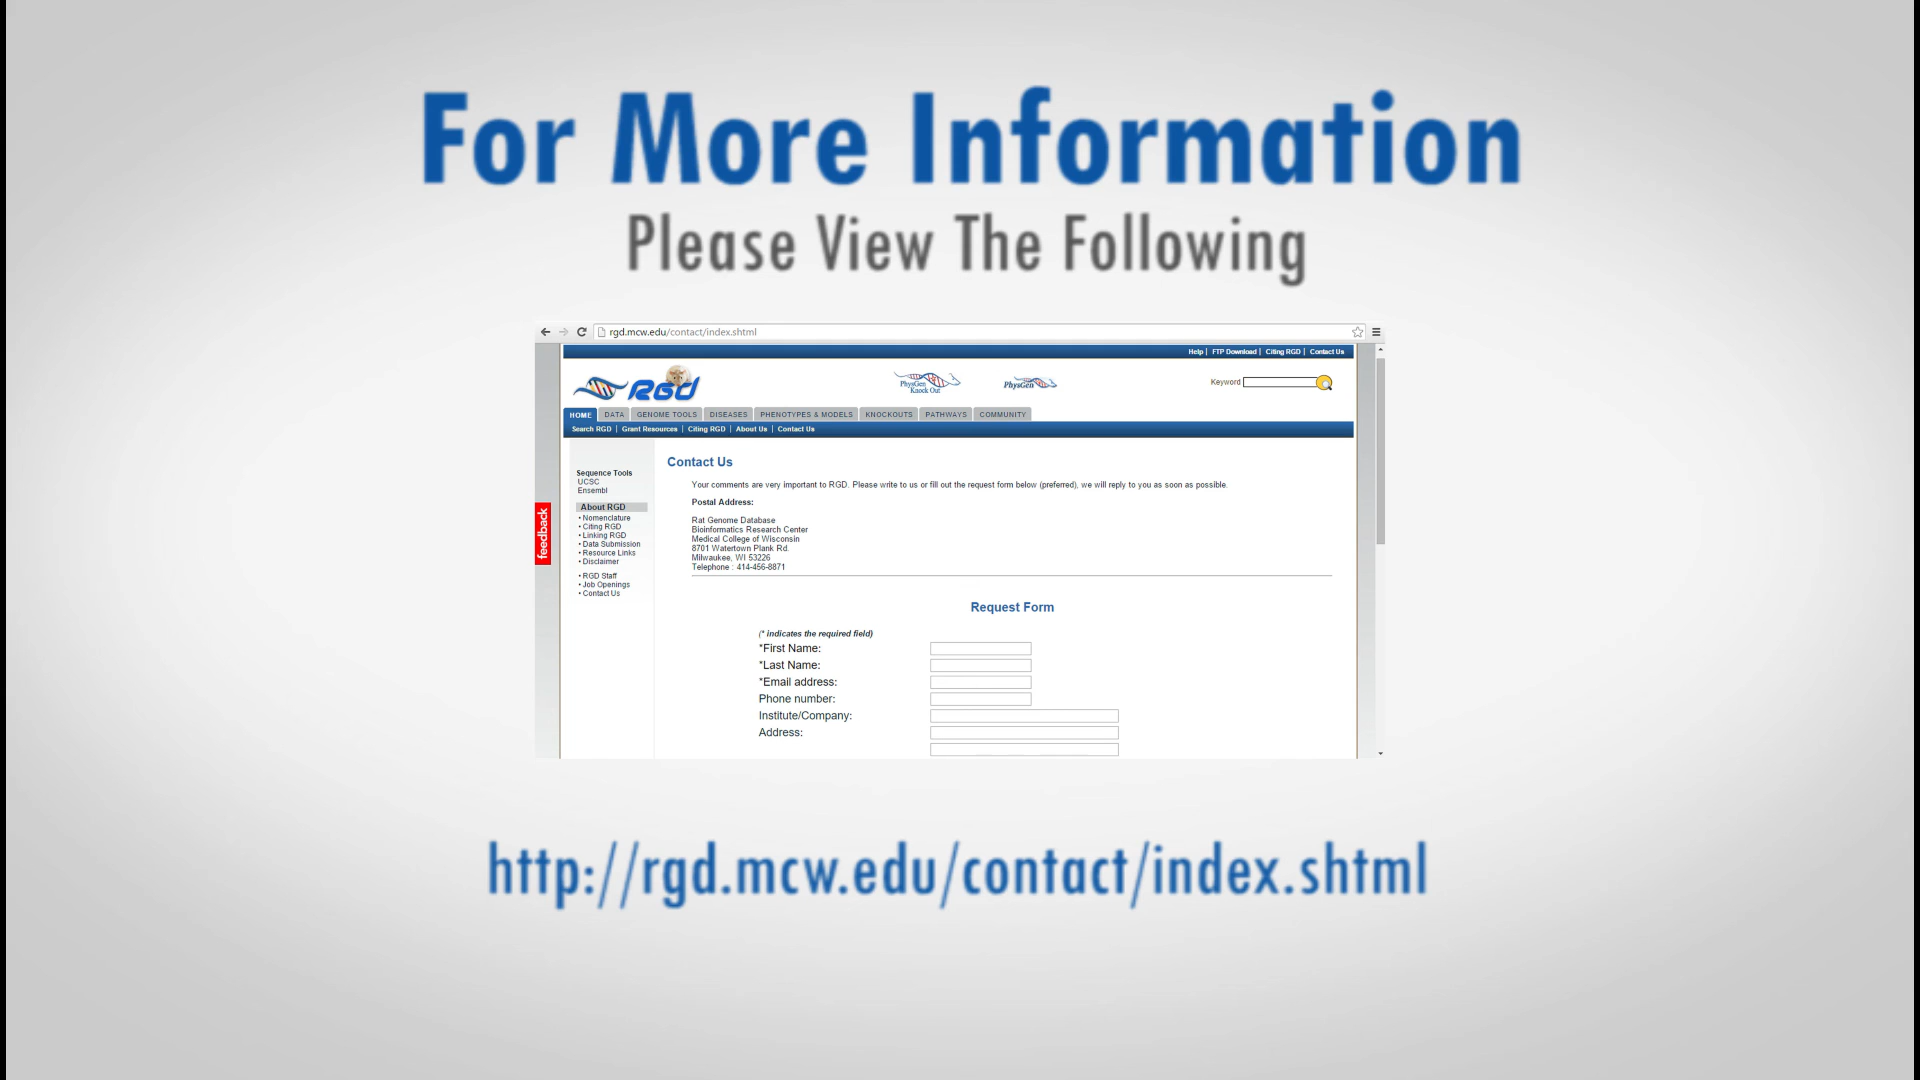 For More Information
Please View The Following
rgd.mcw.edu/contact/index.shtml
Help | FTP Download | Citing RGD | Contact Us
RGD
PhysGen Knock Out
PhysGen
Keyword
HOME DATA GENOME TOOLS DISEASES PHENOTYPES & MODELS KNOCKOUTS PATHWAYS COMMUNITY
Search RGD | Grant Resources | Citing RGD | About Us | Contact Us
Sequence Tools
UCSC
Ensembl
About RGD
• Nomenclature
• Citing RGD
• Linking RGD
• Data Submission
• Resource Links
• Disclaimer
• RGD Staff
• Job Openings
• Contact Us
feedback
Contact Us
Your comments are very important to RGD. Please write to us or fill out the request form below (preferred), we will reply to you as soon as possible.
Postal Address:
Rat Genome Database
Bioinformatics Research Center
Medical College of Wisconsin
8701 Watertown Plank Rd.
Milwaukee, WI 53226
Telephone : 414-456-8871
Request Form
(* indicates the required field)
*First Name:
*Last Name:
*Email address:
Phone number:
Institute/Company:
Address:
http://rgd.mcw.edu/contact/index.shtml